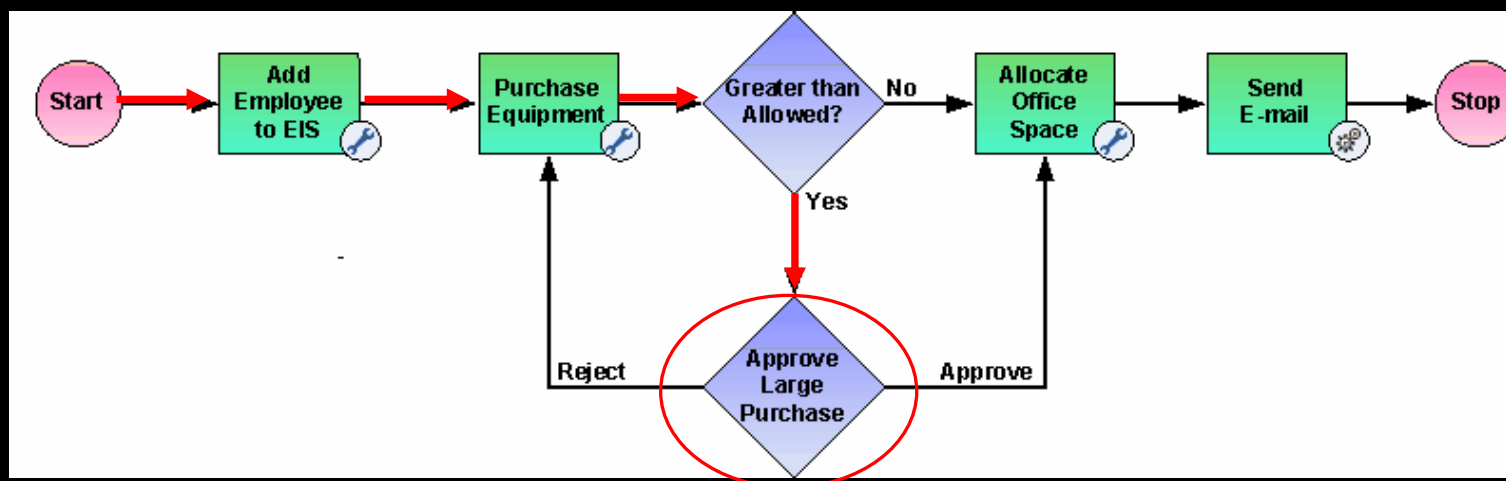 Start
Add
Employee
to EIS
Purchase
Equipment
Greater than
Allowed?
No
Allocate
Office
Space
Send
E-mail
Stop
Yes
Reject
Approve
Large
Purchase
Approve